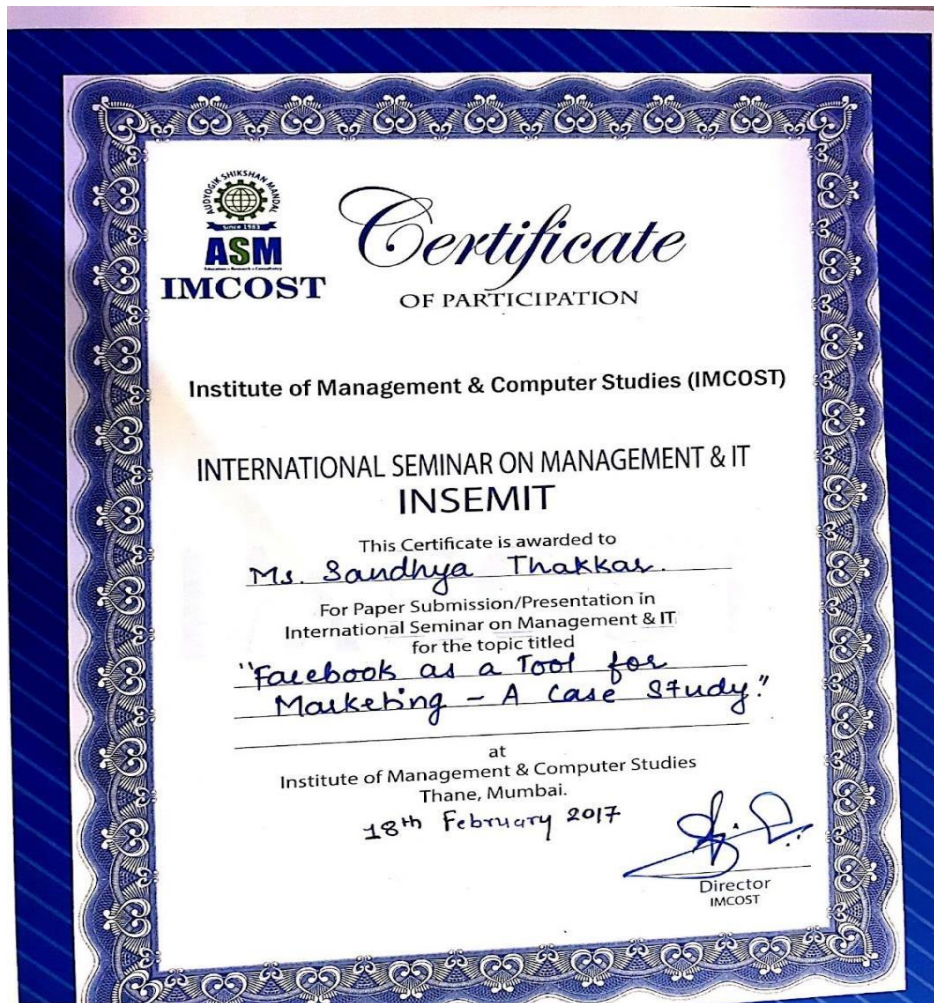 AUDYOGIK SHIKSHAN MANDAL
Since 1983
ASM
Education • Research • Consultancy
IMCOST
Certificate
OF PARTICIPATION
Institute of Management & Computer Studies (IMCOST)
INTERNATIONAL SEMINAR ON MANAGEMENT & IT
INSEMIT
This Certificate is awarded to
Ms. Sandhya Thakkar.
For Paper Submission/Presentation in
International Seminar on Management & IT
for the topic titled
"Facebook as a Tool for
Marketing - A Case Study."
at
Institute of Management & Computer Studies
Thane, Mumbai.
18th February 2017
Director
IMCOST